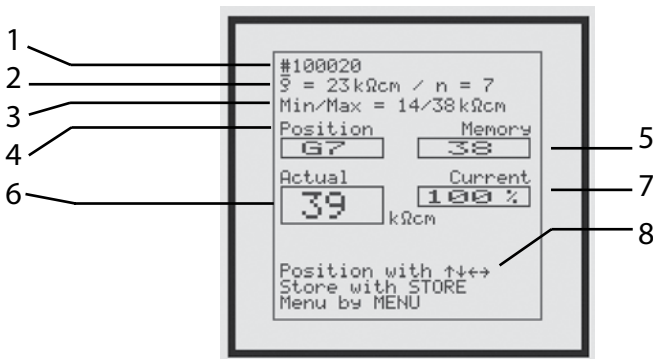 1
2
3
4
5
6
7
8
#100020
ρ̅ = 23kΩcm / n = 7
Min/Max = 14/38kΩcm
Position Memory
G7 38
Actual Current
39 kΩcm 100 %
Position with ↑↓←→
Store with STORE
Menu by MENU